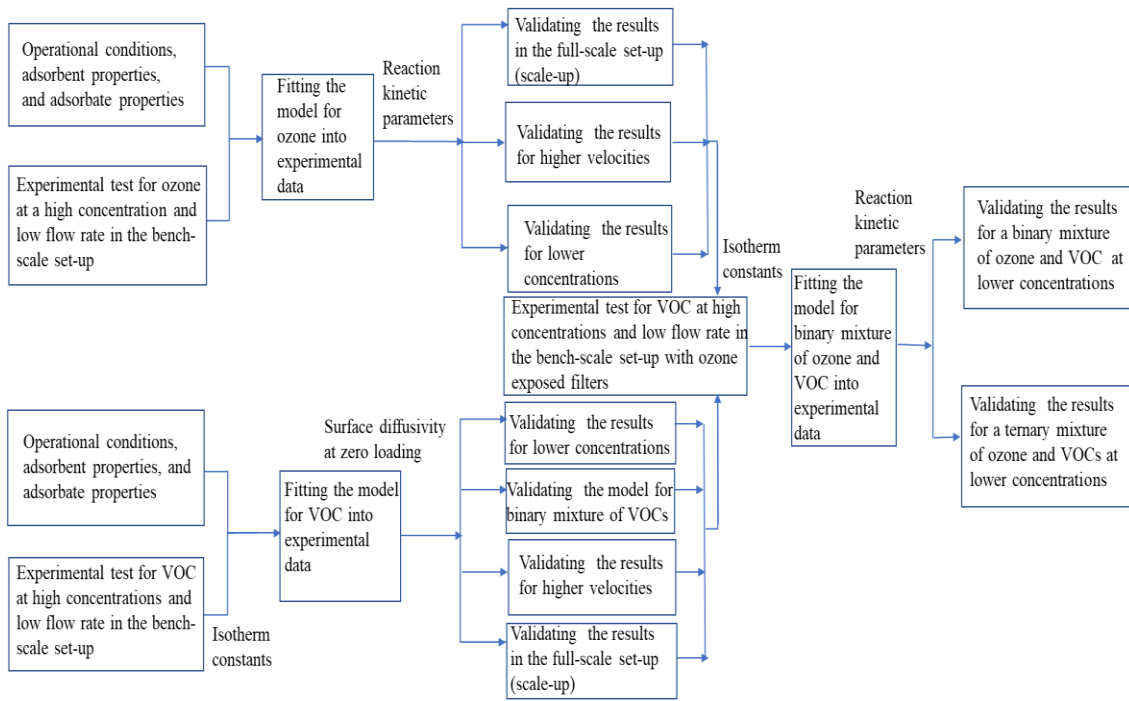 Operational conditions,
adsorbent properties,
and adsorbate properties
Experimental test for ozone
at a high concentration and
low flow rate in the bench-
scale set-up
Fitting the
model for
ozone into
experimental
data
Reaction
kinetic
parameters
Validating the results
in the full-scale set-up
(scale-up)
Validating the results
for higher velocities
Validating the results
for lower
concentrations
Isotherm
constants
Experimental test for VOC at high
concentrations and low flow rate in
the bench-scale set-up with ozone
exposed filters
Fitting the
model for
binary mixture
of ozone and
VOC into
experimental
data
Reaction
kinetic
parameters
Validating the results
for a binary mixture
of ozone and VOC at
lower concentrations
Validating the results
for a ternary mixture
of ozone and VOCs at
lower concentrations
Operational conditions,
adsorbent properties, and
adsorbate properties
Experimental test for VOC
at high concentrations and
low flow rate in the bench-
scale set-up
Isotherm
constants
Fitting the model
for VOC into
experimental
data
Surface diffusivity
at zero loading
Validating the results
for lower concentrations
Validating the model for
binary mixture of VOCs
Validating the results
for higher velocities
Validating the results
in the full-scale set-up
(scale-up)